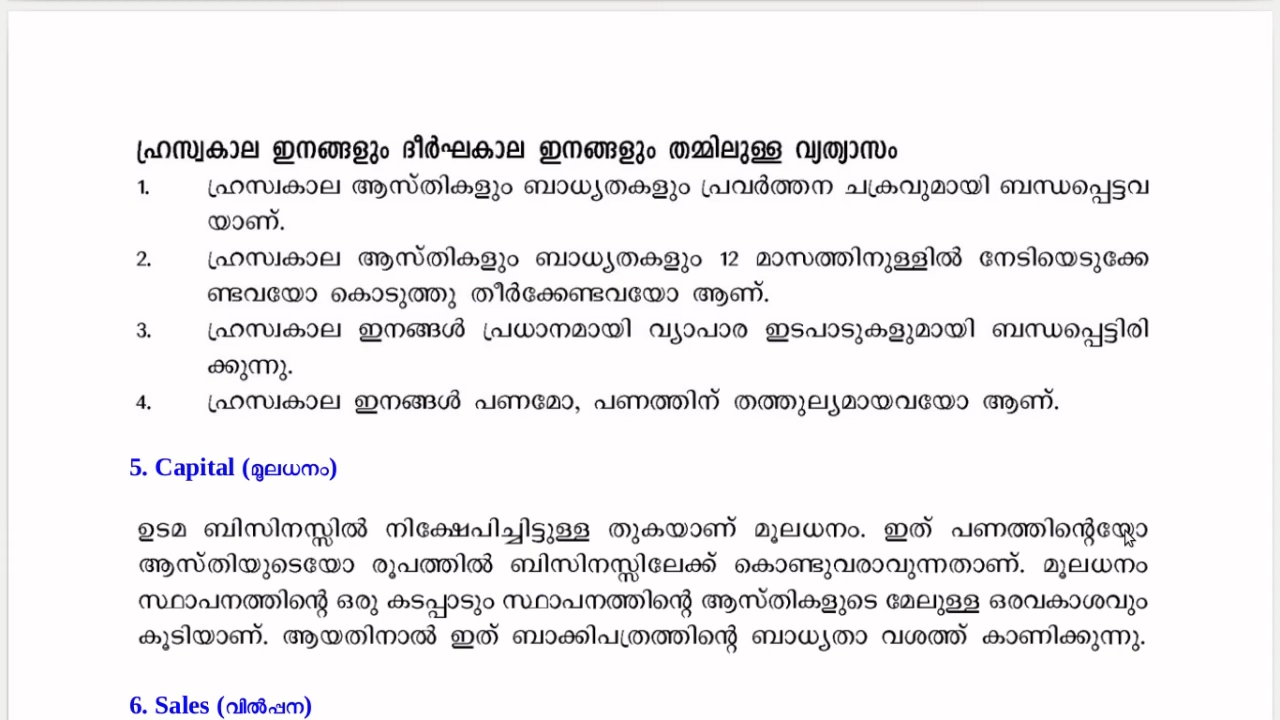 ഹ്രസ്വകാല ഇനങ്ങളും ദീർഘകാല ഇനങ്ങളും തമ്മിലുള്ള വ്യത്യാസം
1. ഹ്രസ്വകാല ആസ്തികളും ബാധ്യതകളും പ്രവർത്തന ചക്രവുമായി ബന്ധപ്പെട്ടവ
യാണ്.
2. ഹ്രസ്വകാല ആസ്തികളും ബാധ്യതകളും 12 മാസത്തിനുള്ളിൽ നേടിയെടുക്കേ
ണ്ടവയോ കൊടുത്തു തീർക്കേണ്ടവയോ ആണ്.
3. ഹ്രസ്വകാല ഇനങ്ങൾ പ്രധാനമായി വ്യാപാര ഇടപാടുകളുമായി ബന്ധപ്പെട്ടിരി
ക്കുന്നു.
4. ഹ്രസ്വകാല ഇനങ്ങൾ പണമോ, പണത്തിന് തത്തുല്യമായവയോ ആണ്.
5. Capital (മൂലധനം)
ഉടമ ബിസിനസ്സിൽ നിക്ഷേപിച്ചിട്ടുള്ള തുകയാണ് മൂലധനം. ഇത് പണത്തിന്റെയോ
ആസ്തിയുടെയോ രൂപത്തിൽ ബിസിനസ്സിലേക്ക് കൊണ്ടുവരാവുന്നതാണ്. മൂലധനം
സ്ഥാപനത്തിന്റെ ഒരു കടപ്പാടും സ്ഥാപനത്തിന്റെ ആസ്തികളുടെ മേലുള്ള ഒരവകാശവും
കൂടിയാണ്. ആയതിനാൽ ഇത് ബാക്കിപത്രത്തിന്റെ ബാധ്യതാ വശത്ത് കാണിക്കുന്നു.
6. Sales (വിൽപ്പന)